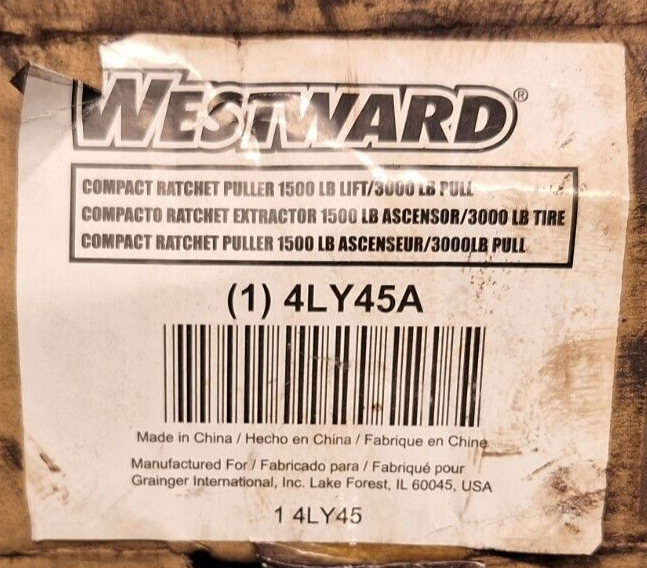 WESTWARD®
COMPACT RATCHET PULLER 1500 LB LIFT/3000 LB PULL
COMPACTO RATCHET EXTRACTOR 1500 LB ASCENSOR/3000 LB TIRE
COMPACT RATCHET PULLER 1500 LB ASCENSEUR/3000LB PULL
(1) 4LY45A
Made in China / Hecho en China / Fabrique en Chine
Manufactured For / Fabricado para / Fabriqué pour
Grainger International, Inc. Lake Forest, IL 60045, USA
1 4LY45